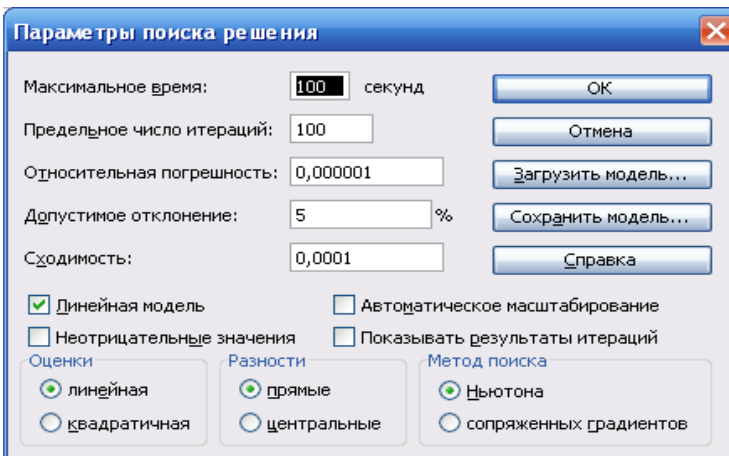 Параметры поиска решения
Максимальное время: 100 секунд ОК
Предельное число итераций: 100 Отмена
Относительная погрешность: 0,000001 Загрузить модель...
Допустимое отклонение: 5 % Сохранить модель...
Сходимость: 0,0001 Справка
Линейная модель Автоматическое масштабирование
Неотрицательные значения Показывать результаты итераций
Оценки Разности Метод поиска
линейная прямые Ньютона
квадратичная центральные сопряженных градиентов